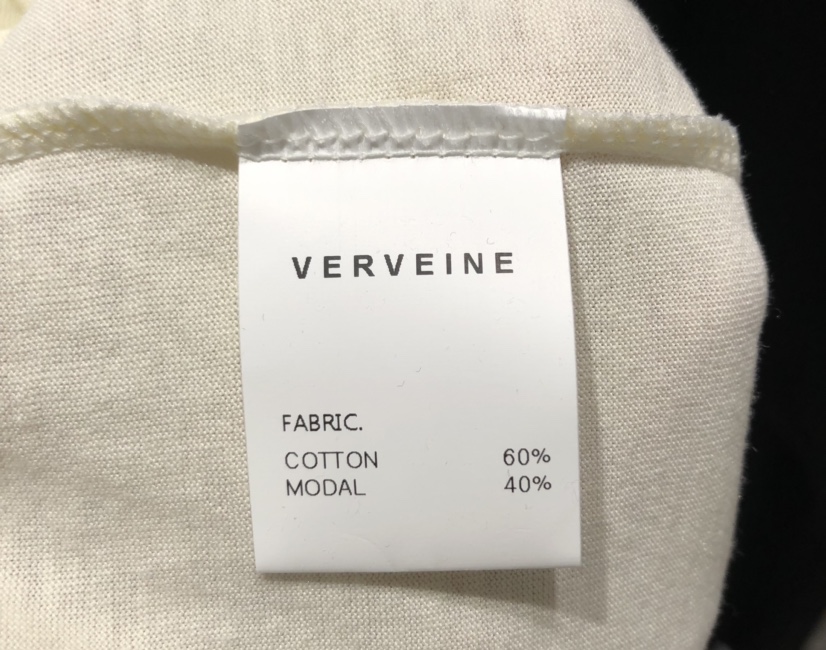 VERVEINE
FABRIC.
COTTON 60%
MODAL 40%